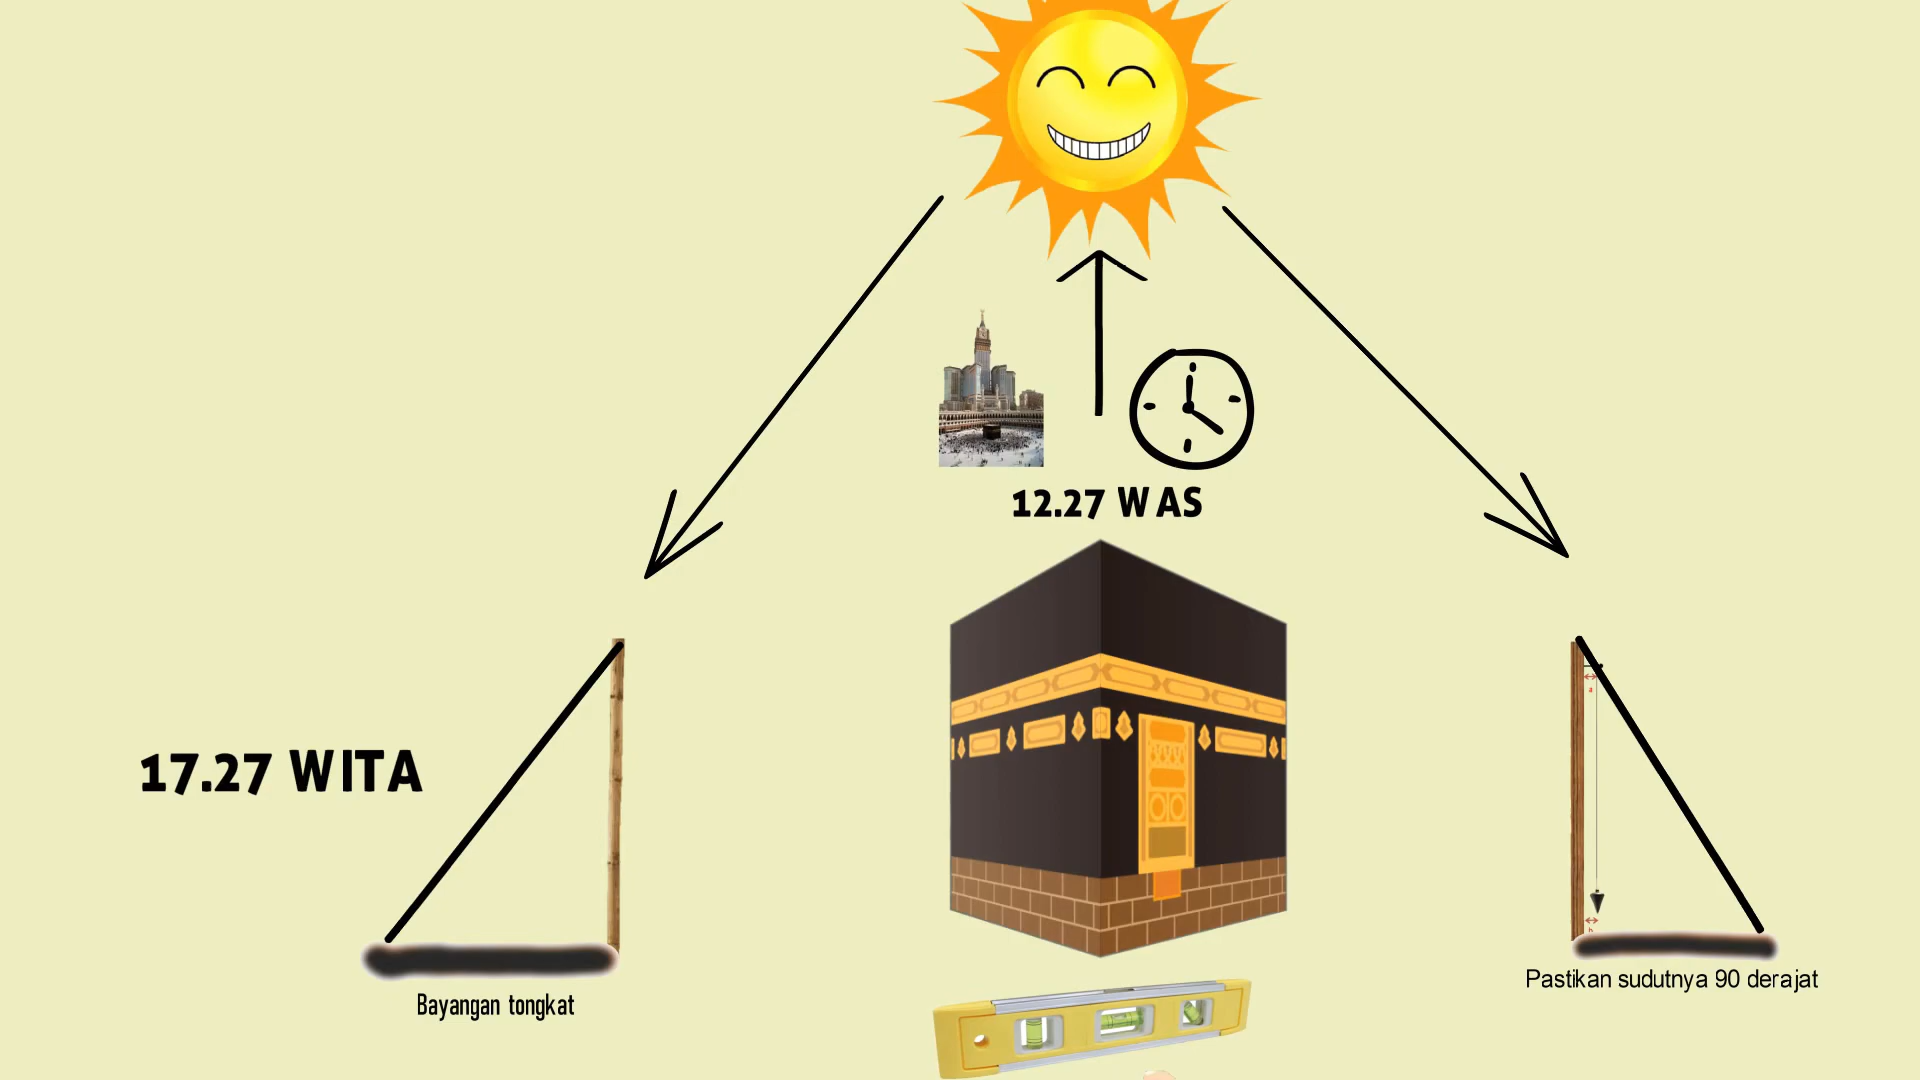 12.27 WAS
17.27 WITA
a
b
Bayangan tongkat
Pastikan sudutnya 90 derajat